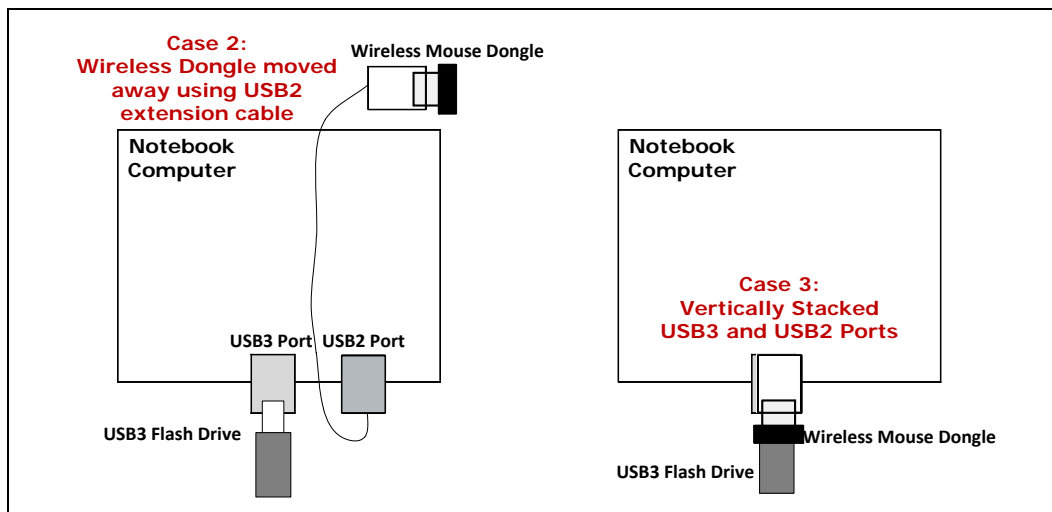 Case 2:
Wireless Dongle moved
away using USB2
extension cable
Wireless Mouse Dongle
Notebook
Computer
USB3 Port
USB2 Port
USB3 Flash Drive
Notebook
Computer
Case 3:
Vertically Stacked
USB3 and USB2 Ports
Wireless Mouse Dongle
USB3 Flash Drive